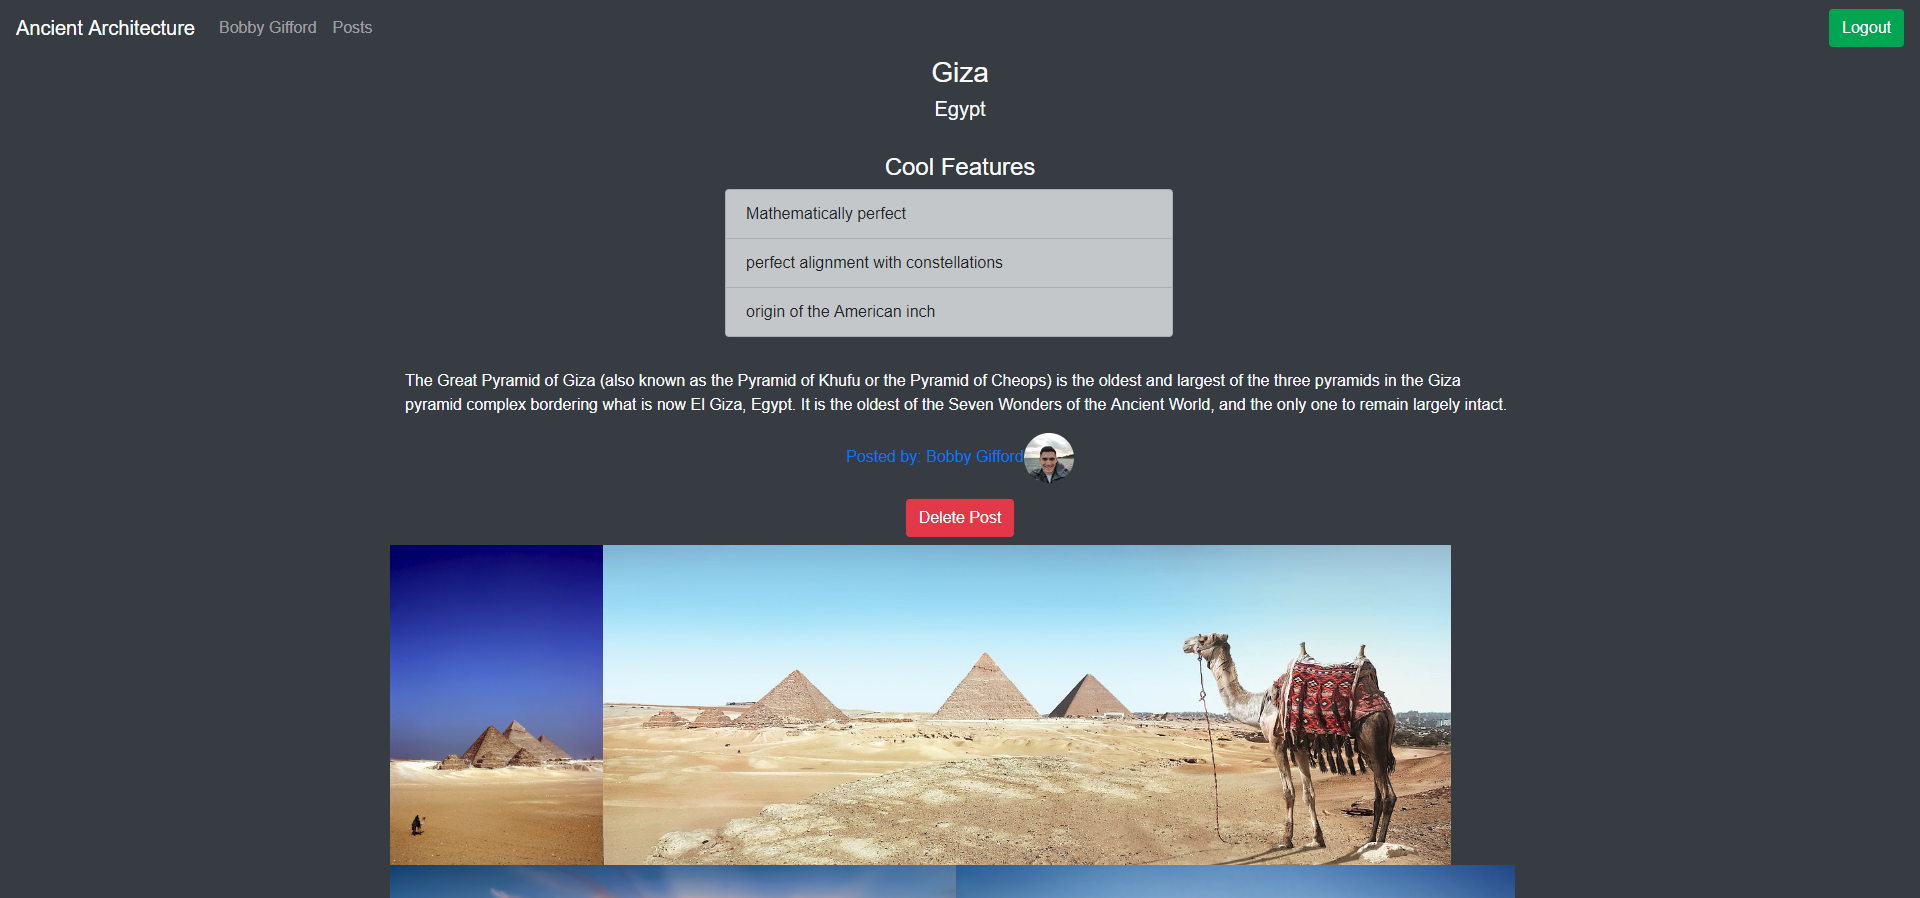 Ancient Architecture Bobby Gifford Posts Logout
Giza
Egypt
Cool Features
Mathematically perfect
perfect alignment with constellations
origin of the American inch
The Great Pyramid of Giza (also known as the Pyramid of Khufu or the Pyramid of Cheops) is the oldest and largest of the three pyramids in the Giza
pyramid complex bordering what is now El Giza, Egypt. It is the oldest of the Seven Wonders of the Ancient World, and the only one to remain largely intact.
Posted by: Bobby Gifford
Delete Post